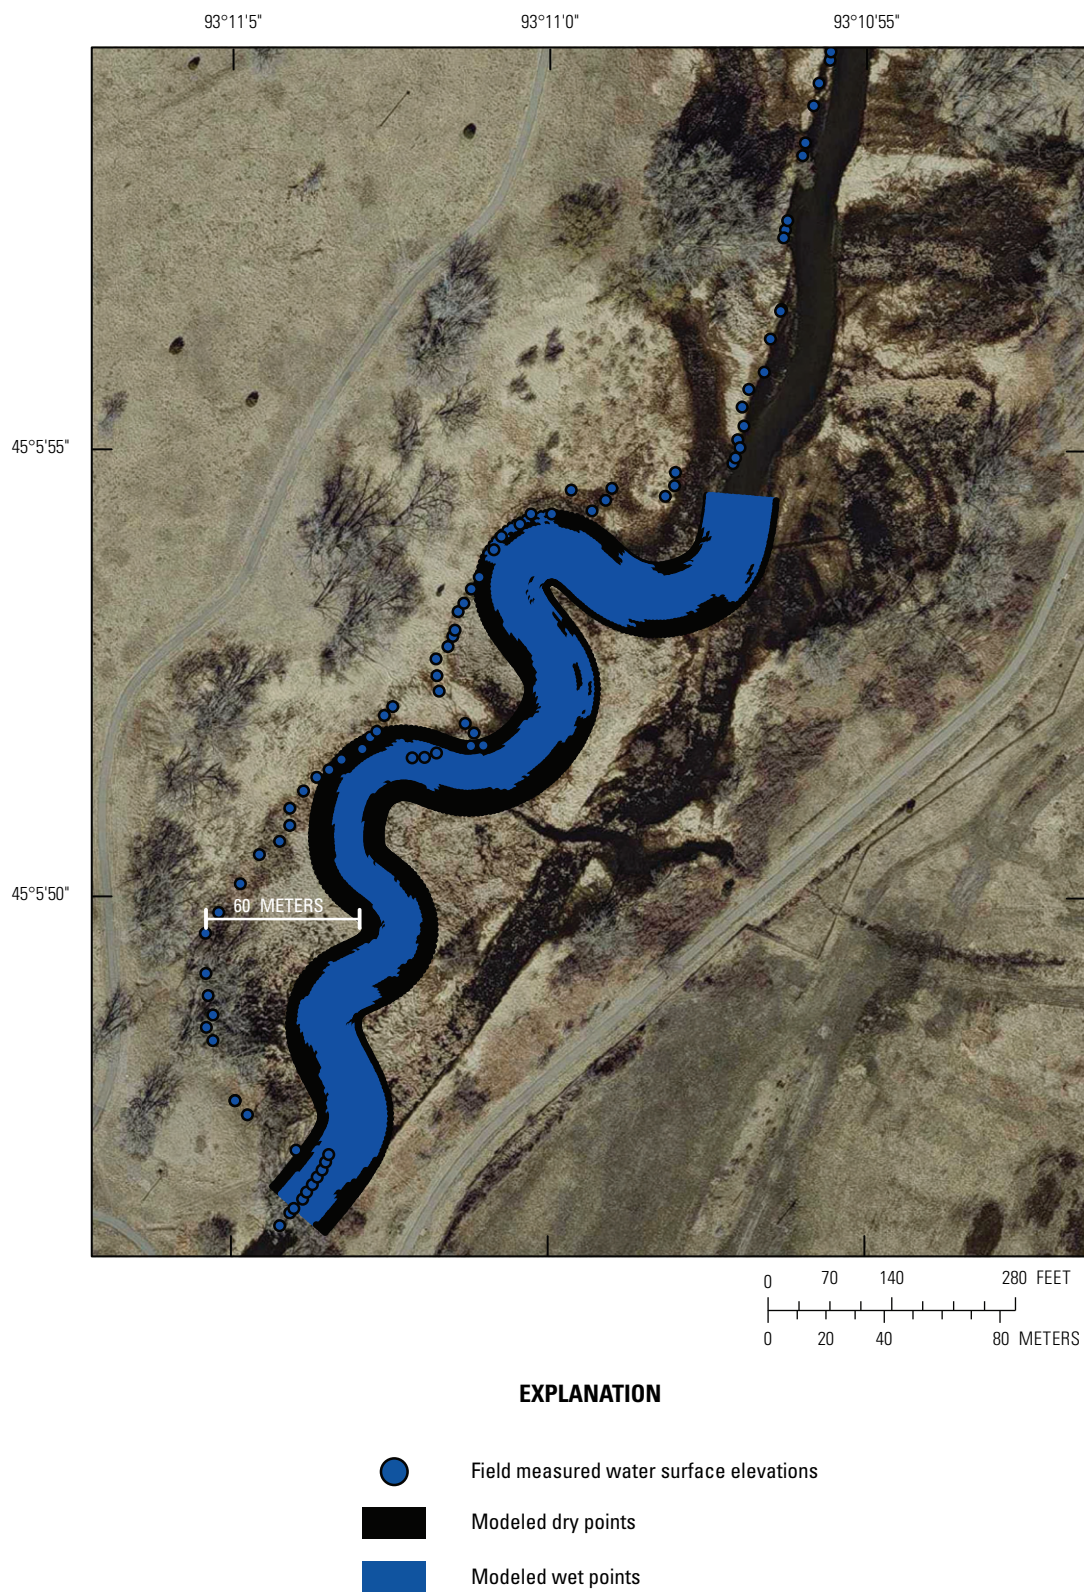 93°11'5" 93°11'0" 93°10'55"
45°5'55"
45°5'50"
60 METERS
0 70 140 280 FEET
0 20 40 80 METERS
EXPLANATION
Field measured water surface elevations
Modeled dry points
Modeled wet points